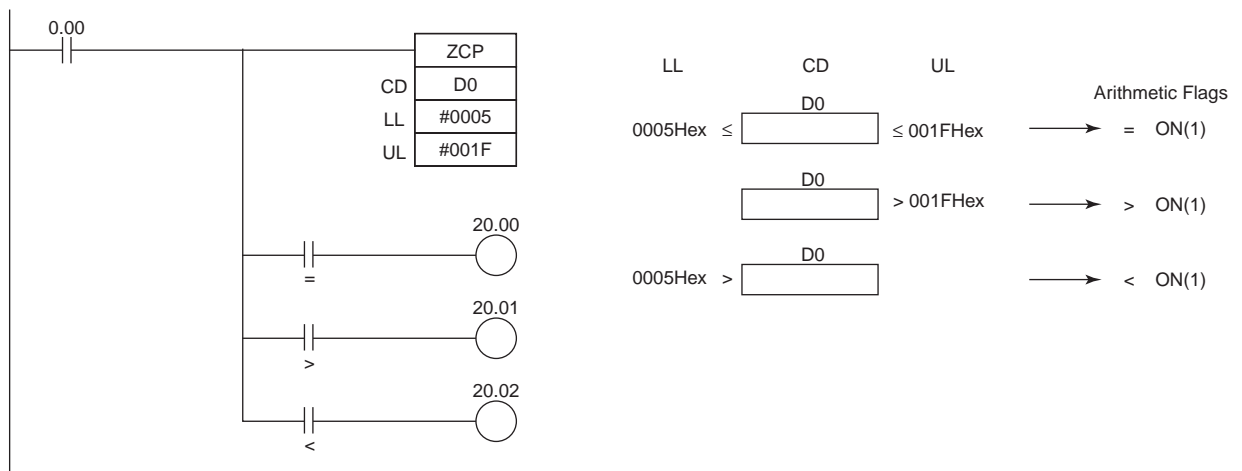 0.00
ZCP
CD D0
LL #0005
UL #001F
20.00
=
20.01
>
20.02
<
LL CD UL
Arithmetic Flags
D0
0005Hex ≤ ≤ 001FHex = ON(1)
D0
> 001FHex > ON(1)
D0
0005Hex > < ON(1)